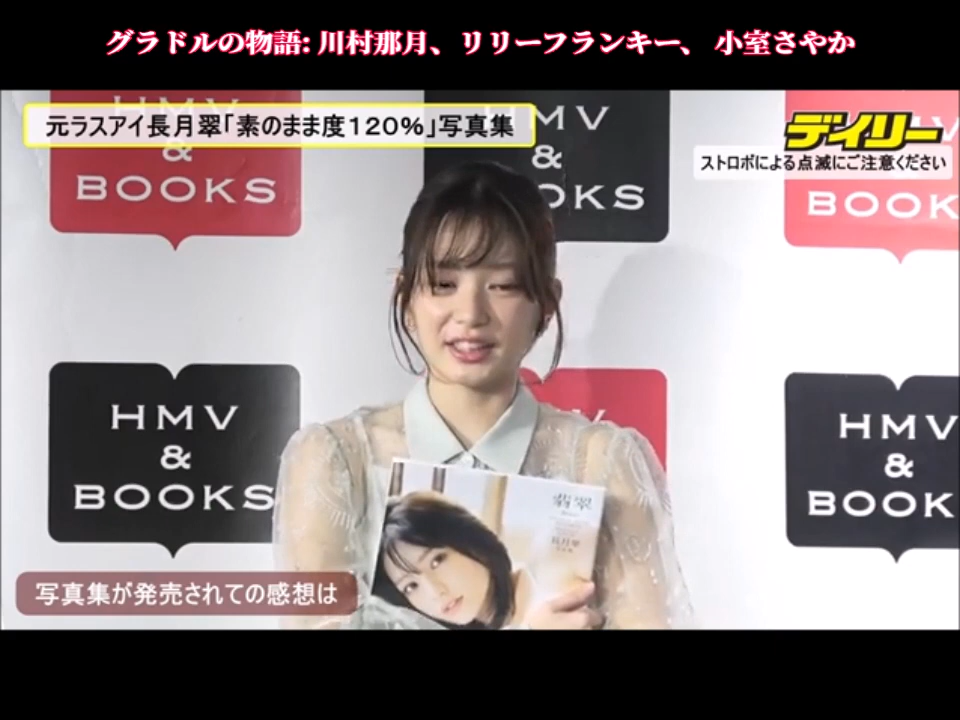 グラドルの物語: 川村那月、リリーフランキー、 小室さやか
元ラスアイ長月翠「素のまま度120%」写真集
デイリー
ストロボによる点滅にご注意ください
HMV
&
BOOKS
HMV
&
BOOKS
BOOK
HMV
&
BOOKS
HMV
&
BOOK
翡翠
長月翠
写真集が発売されての感想は